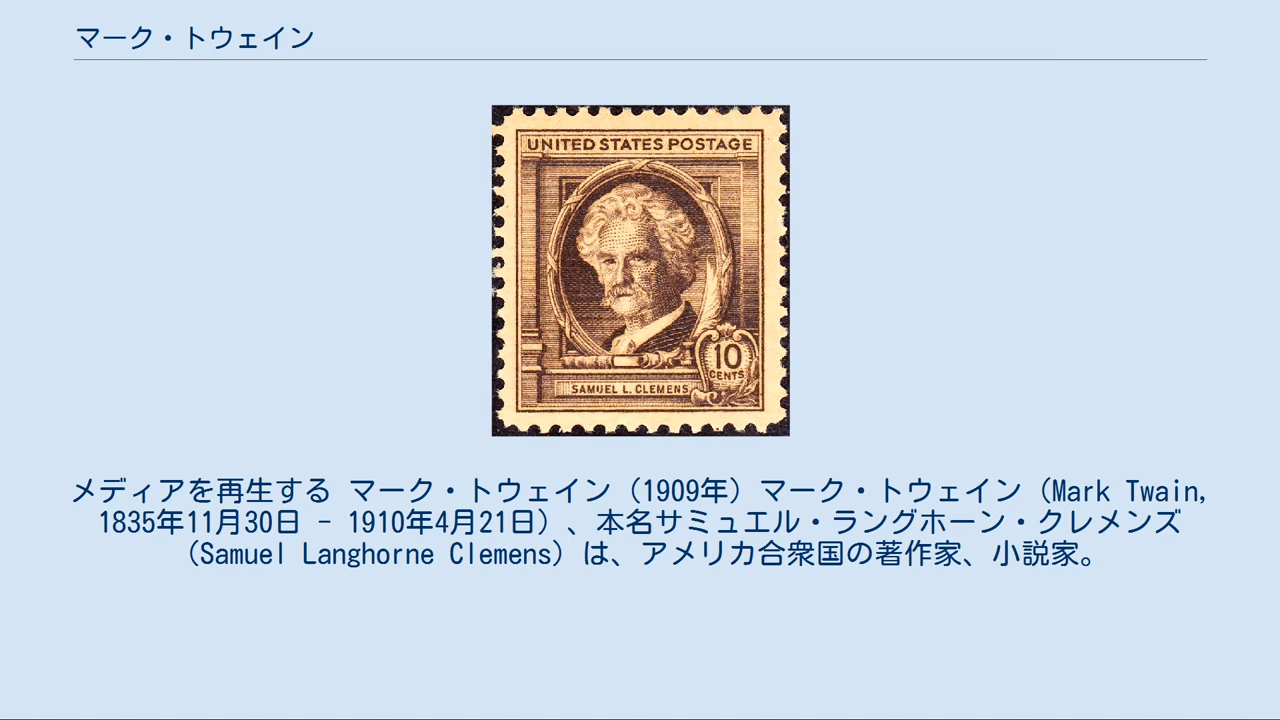 マーク・トウェイン
UNITED STATES POSTAGE
10
CENTS
SAMUEL L. CLEMENS
メディアを再生する マーク・トウェイン（1909年）マーク・トウェイン（Mark Twain,
1835年11月30日 - 1910年4月21日）、本名サミュエル・ラングホーン・クレメンズ
（Samuel Langhorne Clemens）は、アメリカ合衆国の著作家、小説家。